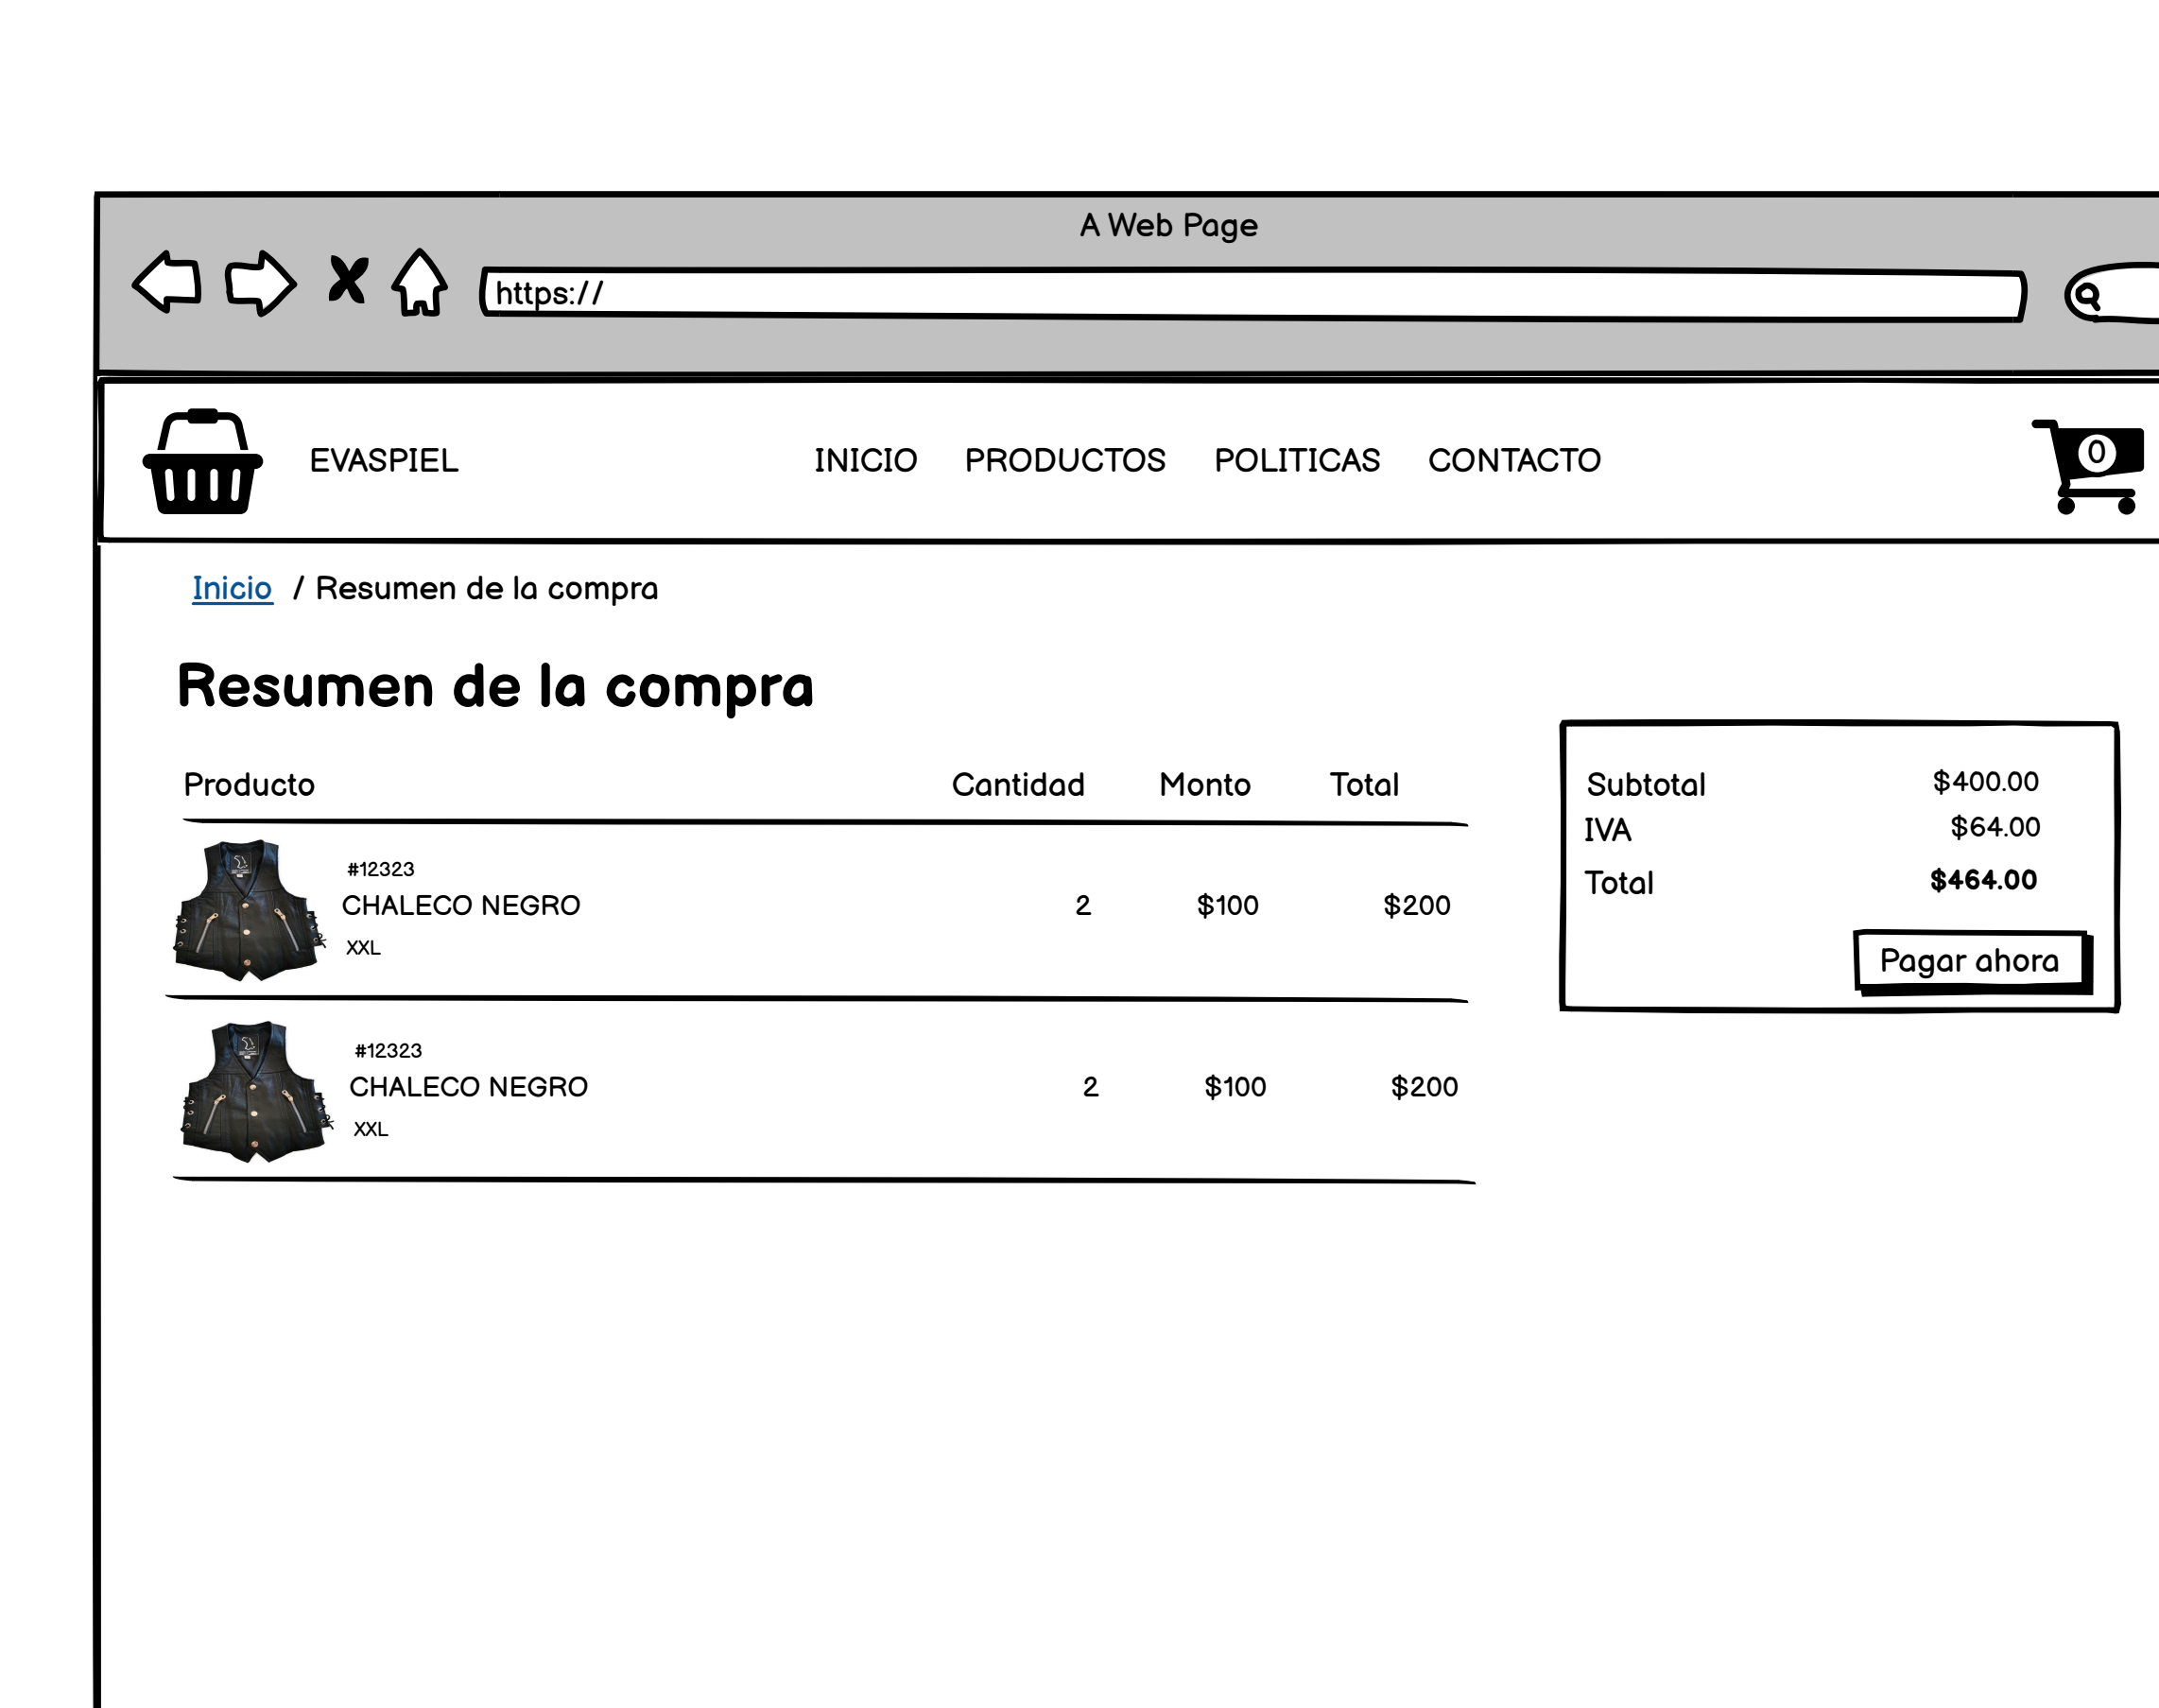 A Web Page
https://
EVASPIEL INICIO PRODUCTOS POLITICAS CONTACTO 0
Inicio / Resumen de la compra
Resumen de la compra
Producto Cantidad Monto Total
#12323
CHALECO NEGRO 2 $100 $200
XXL
#12323
CHALECO NEGRO 2 $100 $200
XXL
Subtotal $400.00
IVA $64.00
Total $464.00
Pagar ahora